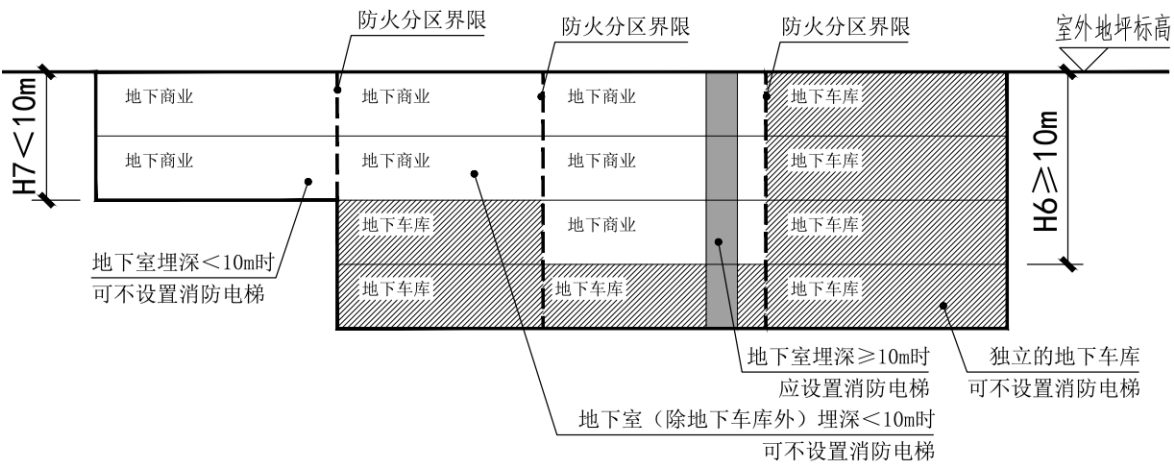 防火分区界限
防火分区界限
防火分区界限
室外地坪标高
地下商业
地下商业
地下商业
地下车库
地下商业
地下商业
地下商业
地下车库
地下车库
地下商业
地下车库
地下车库
地下车库
地下车库
H7＜10m
H6≥10m
地下室埋深＜10m时
可不设置消防电梯
地下室埋深≥10m时
应设置消防电梯
独立的地下车库
可不设置消防电梯
地下室（除地下车库外）埋深＜10m时
可不设置消防电梯